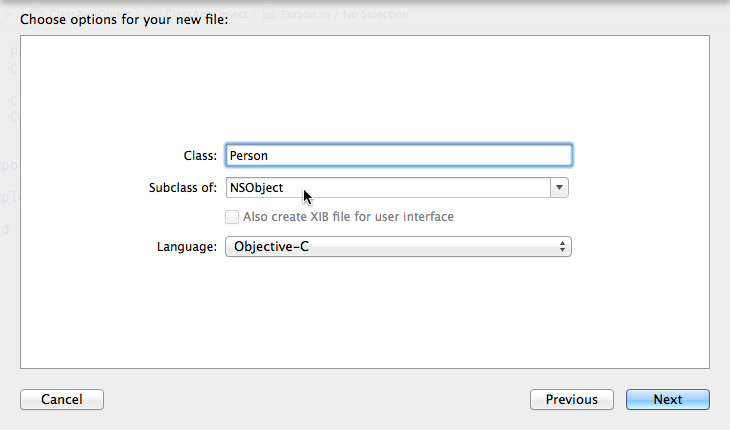 Choose options for your new file:
Class: Person
Subclass of: NSObject
Also create XIB file for user interface
Language: Objective-C
Cancel Previous Next